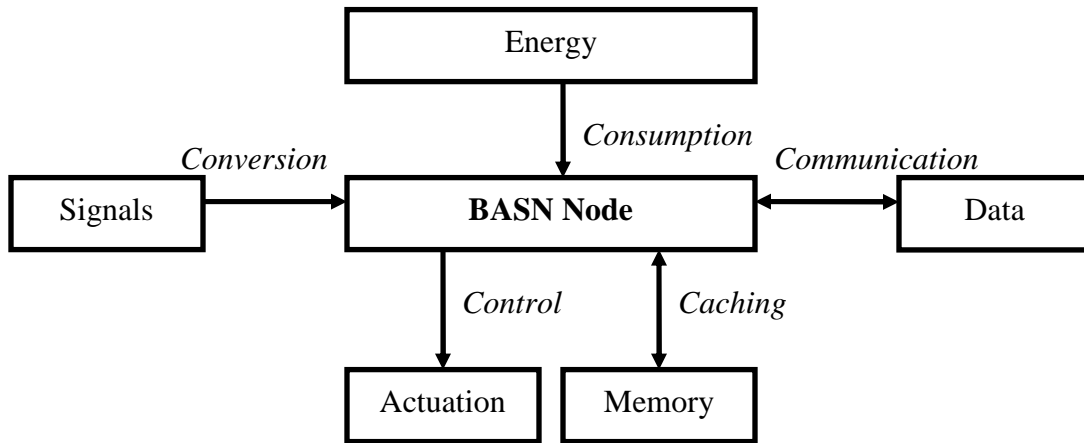 Energy
Consumption
Conversion
Communication
Signals
BASN Node
Data
Control
Caching
Actuation
Memory